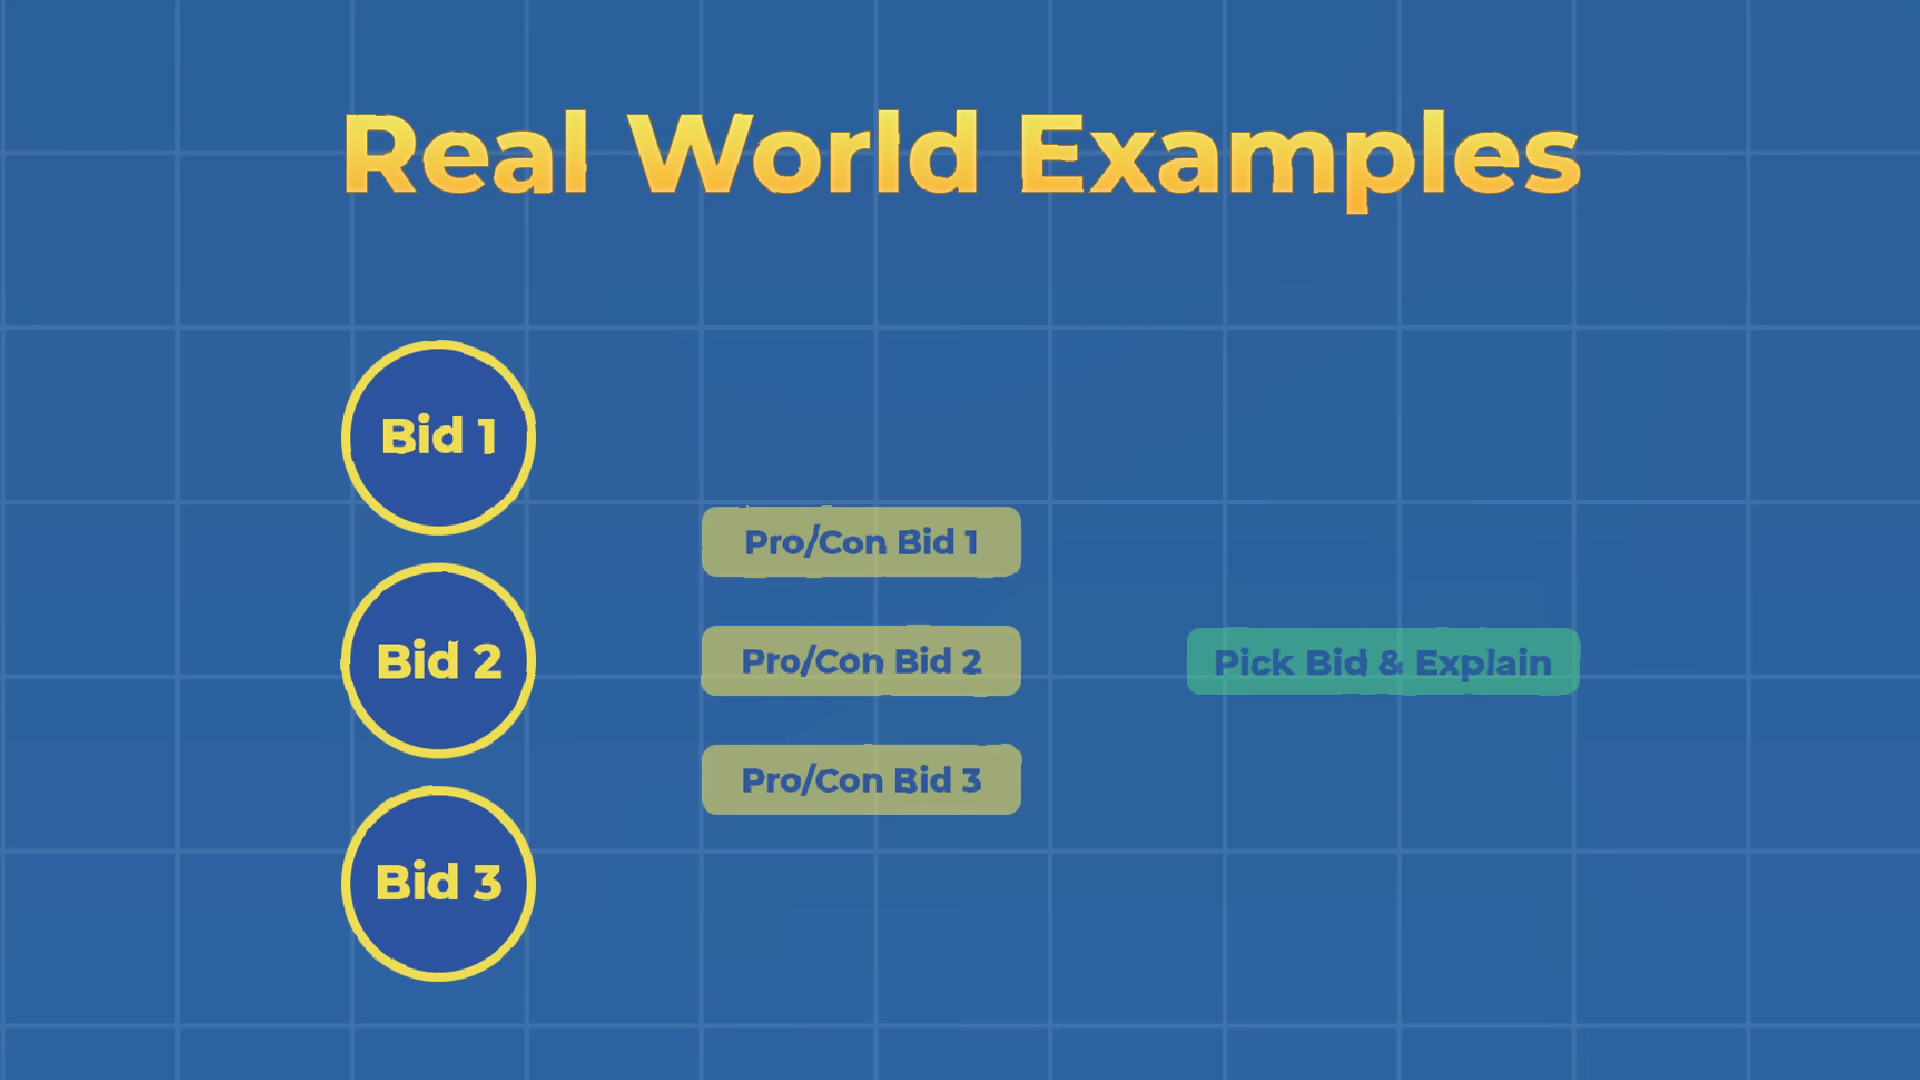 Real World Examples
Bid 1
Bid 2
Bid 3
Pro/Con Bid 1
Pro/Con Bid 2
Pro/Con Bid 3
Pick Bid & Explain